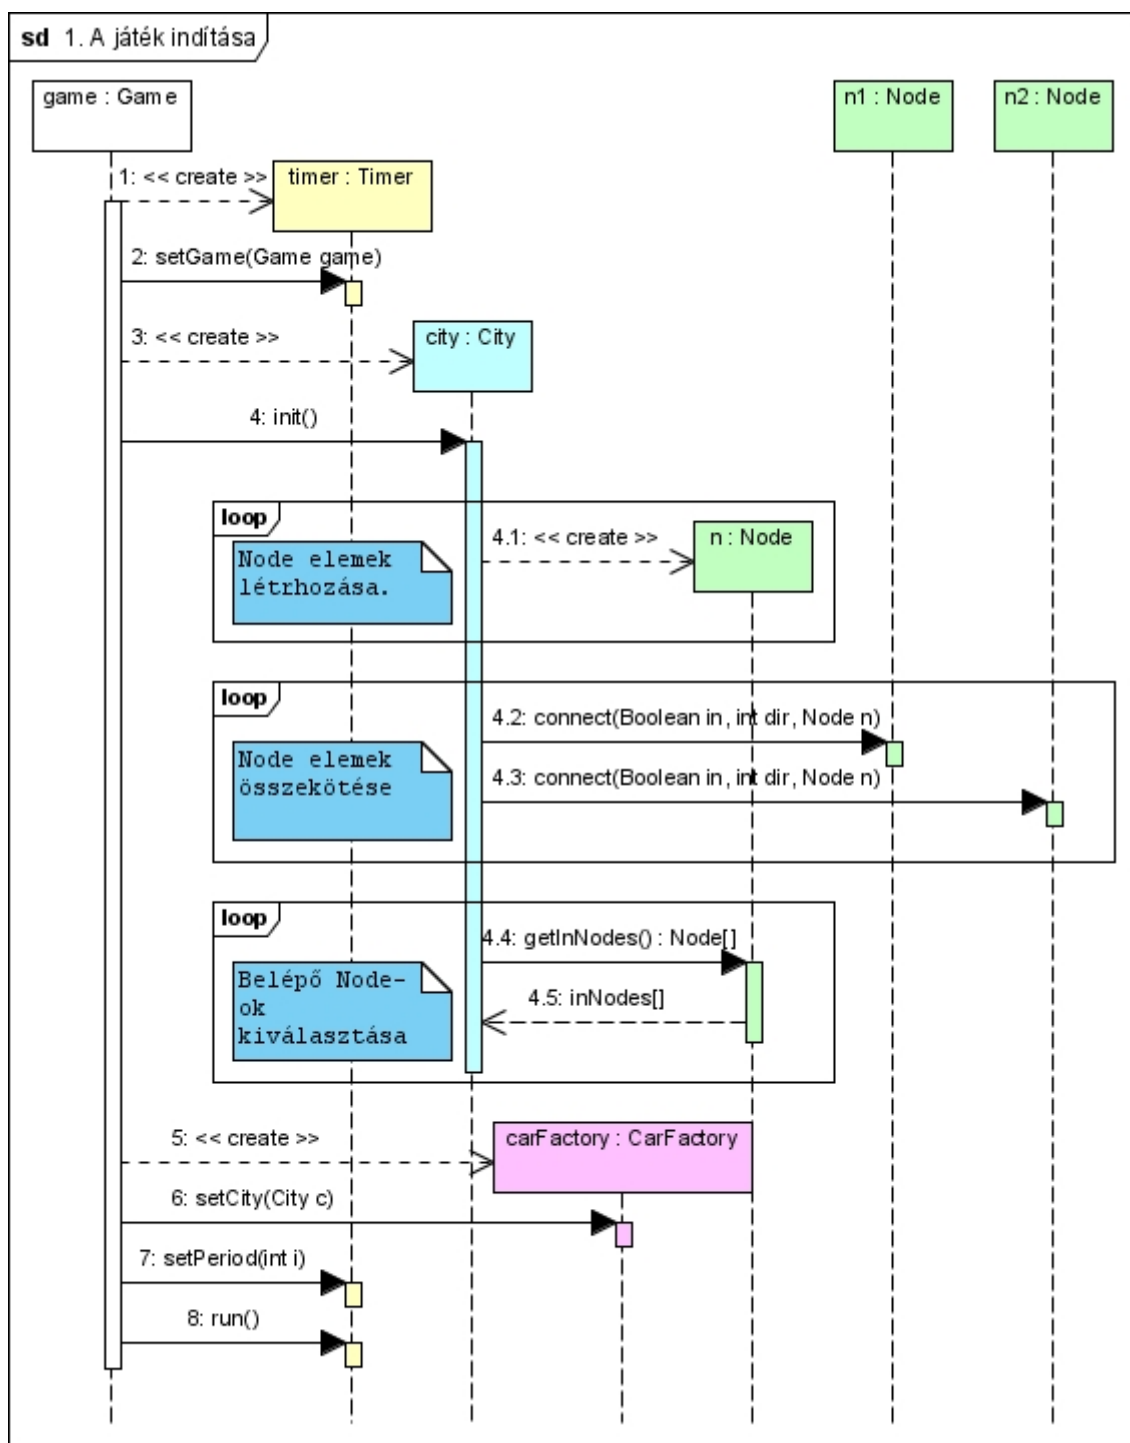 sd 1. A játék indítása
game : Game
n1 : Node
n2 : Node
1: << create >>
timer : Timer
2: setGame(Game game)
3: << create >>
city : City
4: init()
loop
4.1: << create >>
n : Node
Node elemek
létrhozása.
loop
4.2: connect(Boolean in, int dir, Node n)
Node elemek
összekötése
4.3: connect(Boolean in, int dir, Node n)
loop
4.4: getInNodes() : Node[]
Belépő Node-
ok
kiválasztása
4.5: inNodes[]
5: << create >>
carFactory : CarFactory
6: setCity(City c)
7: setPeriod(int i)
8: run()